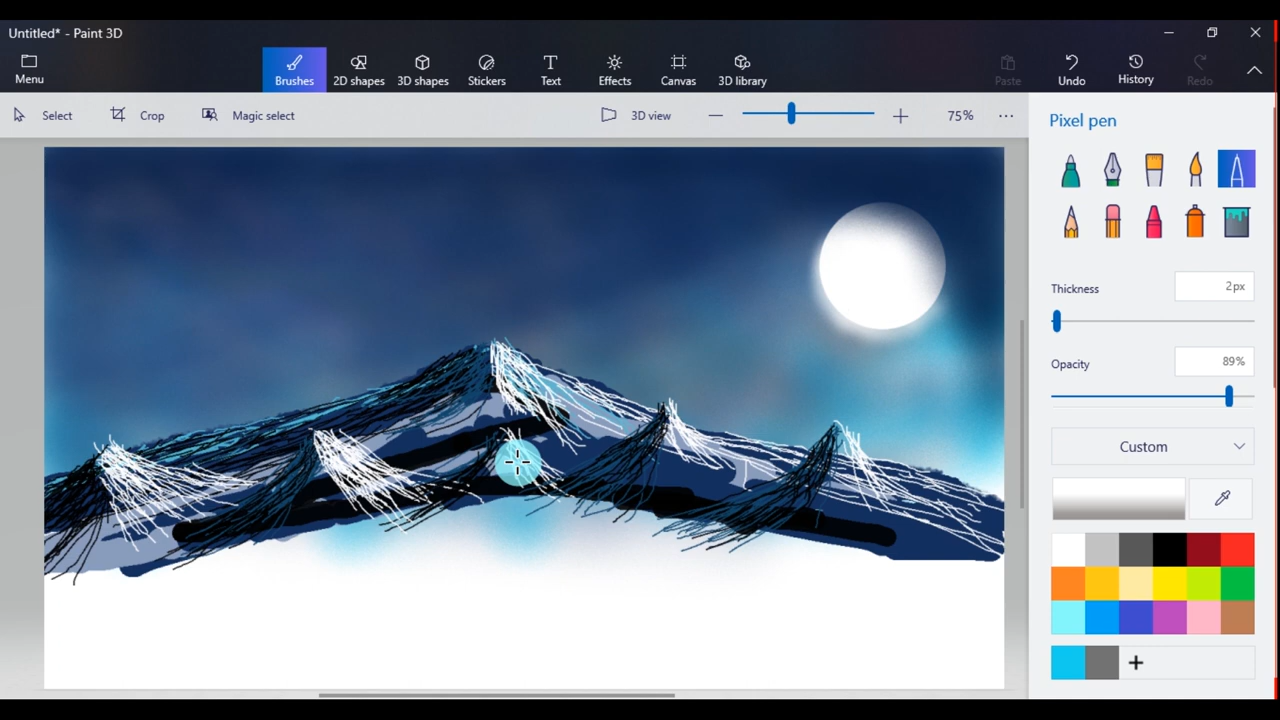 Untitled* - Paint 3D
Menu
Brushes
2D shapes
3D shapes
Stickers
Text
Effects
Canvas
3D library
Paste
Undo
History
Redo
Select
Crop
Magic select
3D view
75%
Pixel pen
Thickness
2px
Opacity
89%
Custom